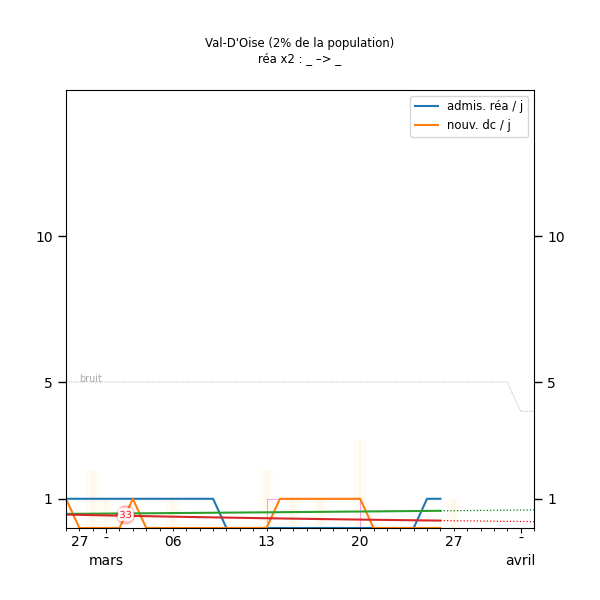 Val-D'Oise (2% de la population)
réa x2 : _ –> _
admis. réa / j
nouv. dc / j
10 10
bruit
5 5
33
1 1
27 - 06 13 20 27 -
mars avril